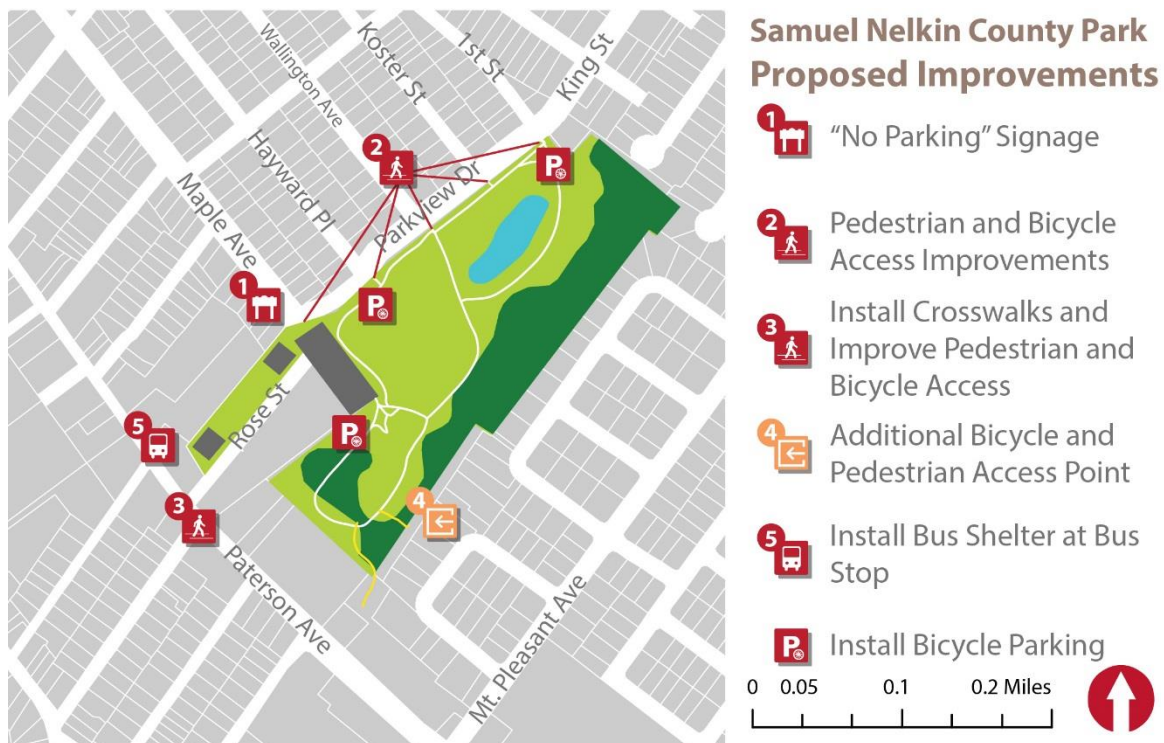 Samuel Nelkin County Park
Proposed Improvements
1
"No Parking" Signage
2
Pedestrian and Bicycle
Access Improvements
3
Install Crosswalks and
Improve Pedestrian and
Bicycle Access
4
Additional Bicycle and
Pedestrian Access Point
5
Install Bus Shelter at Bus
Stop
P
Install Bicycle Parking
0 0.05 0.1 0.2 Miles
Wallington Ave
Koster St
1st St
King St
Hayward Pl
Maple Ave
Parkview Dr
2
P
1
P
Rose St
P
5
3
4
Paterson Ave
Mt. Pleasant Ave